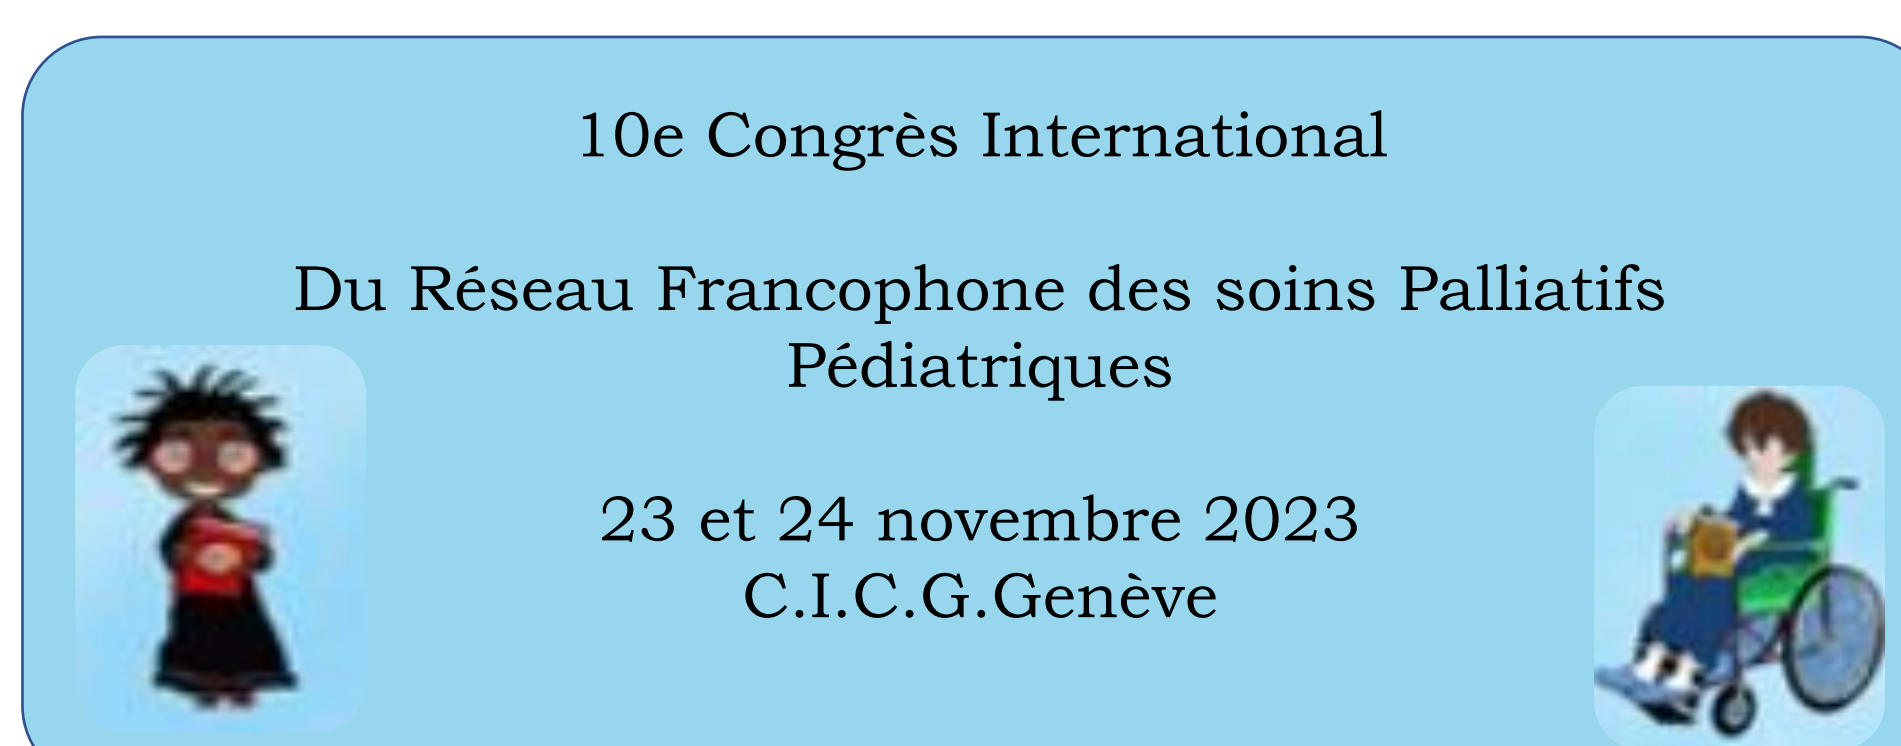 10e Congrès International
Du Réseau Francophone des soins Palliatifs
Pédiatriques
23 et 24 novembre 2023
C.I.C.G.Genève